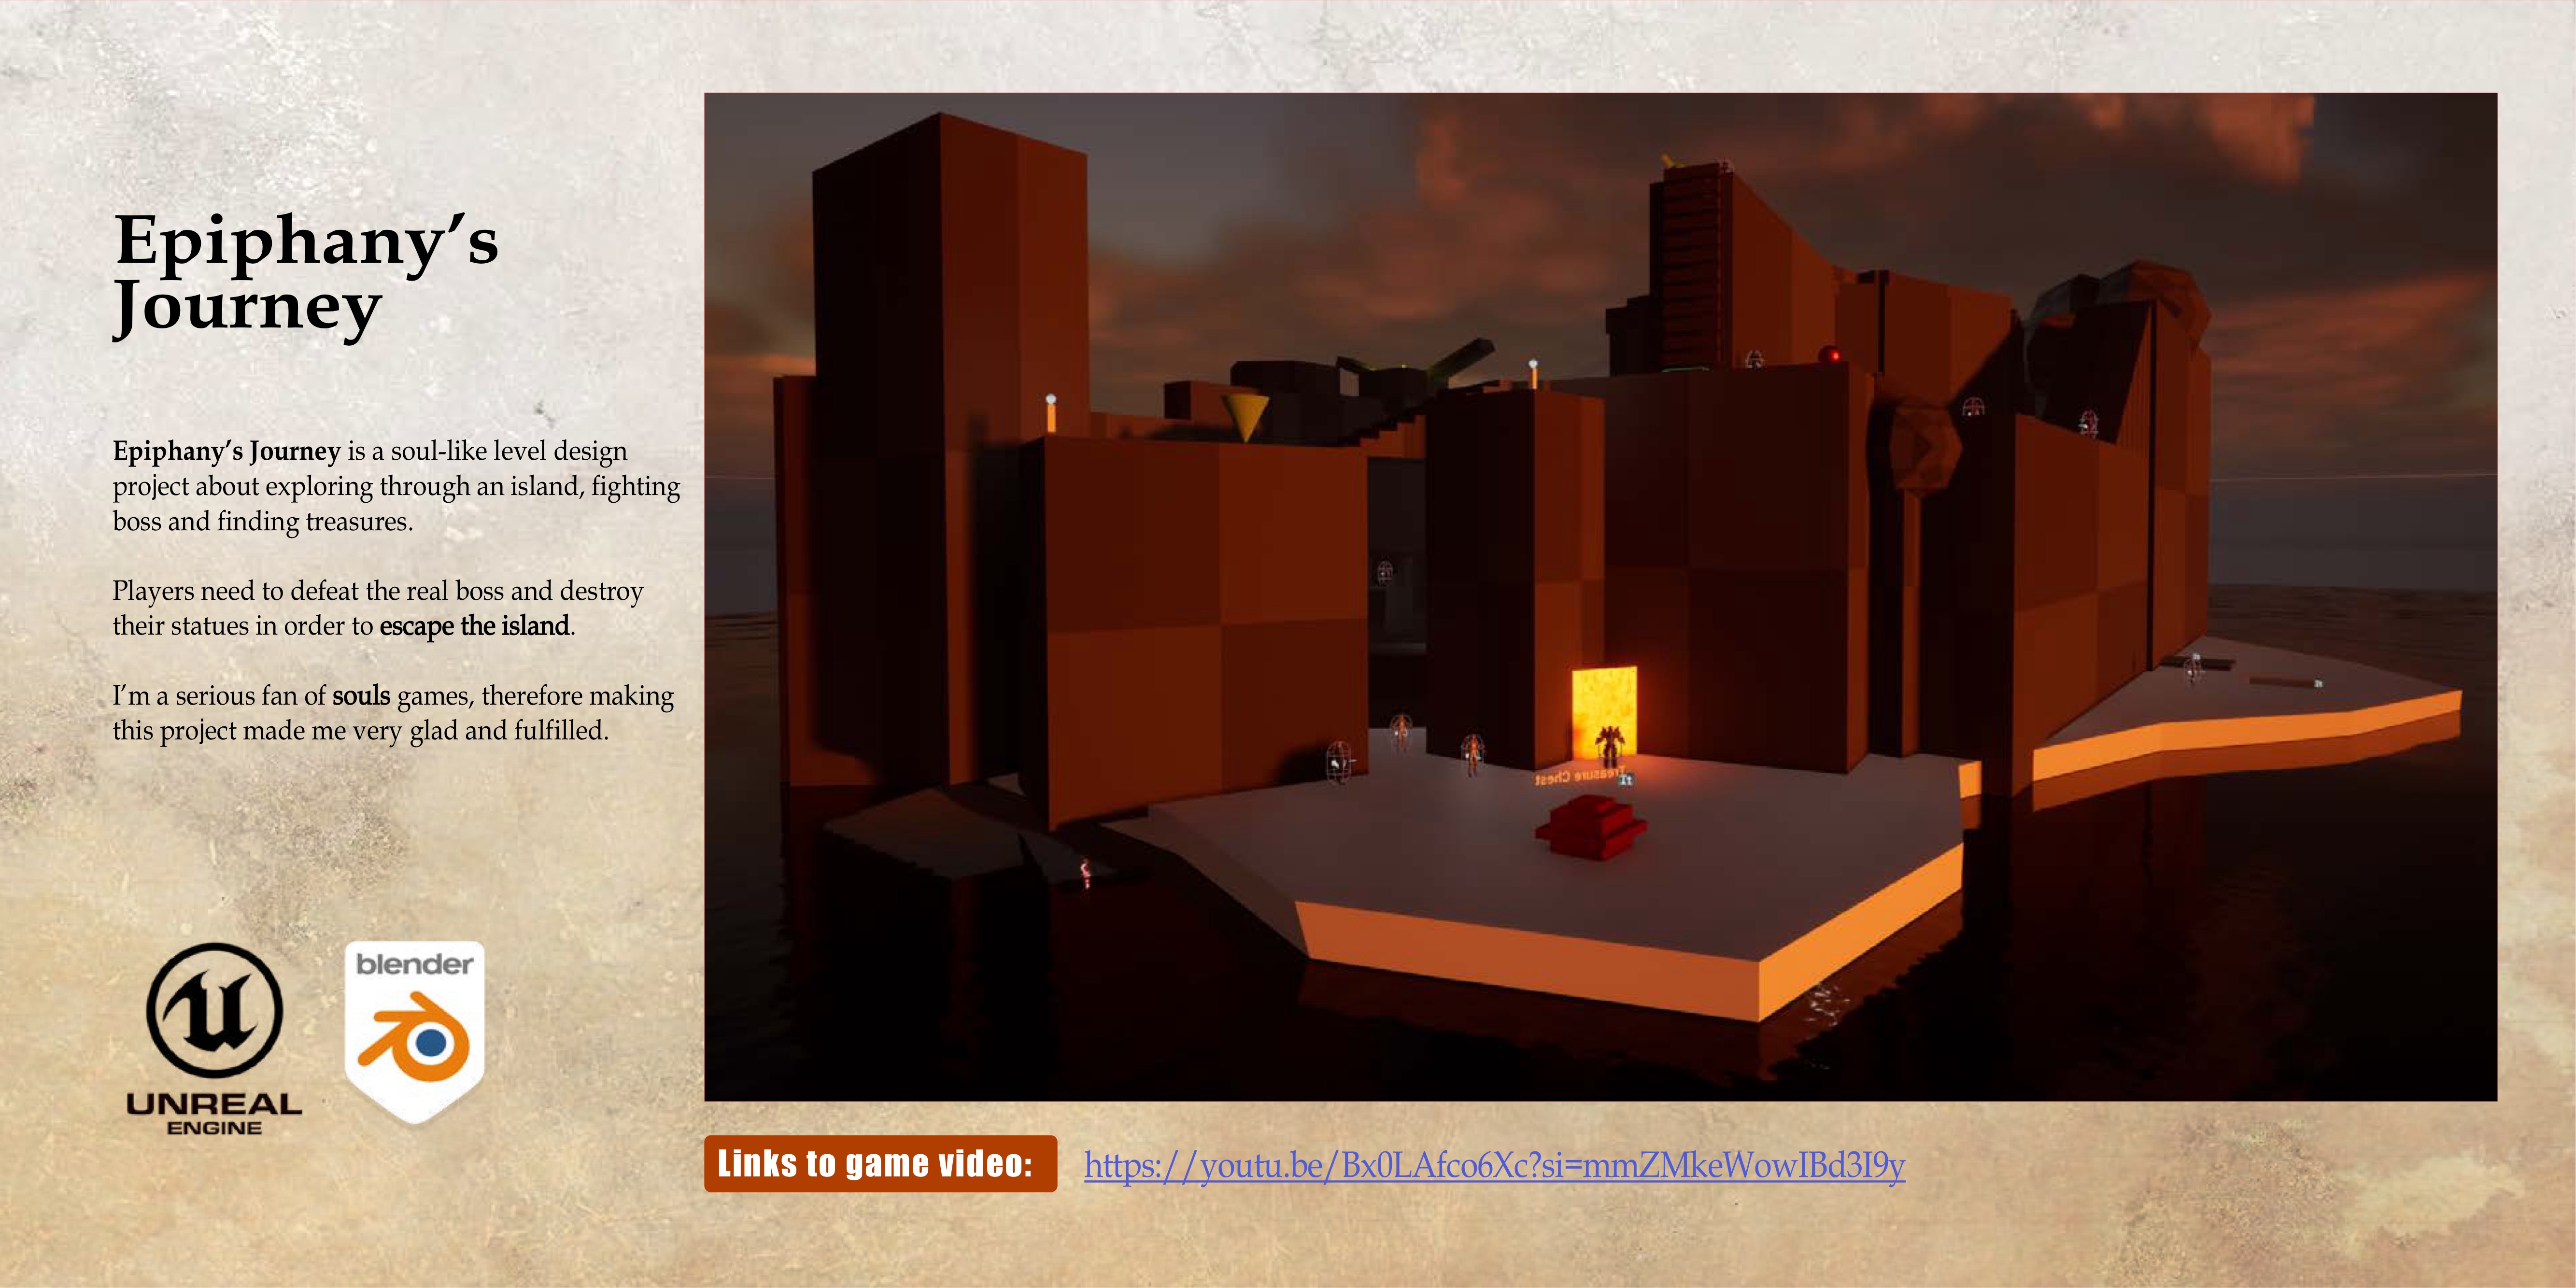 Epiphany’s
Journey
Epiphany’s Journey is a soul-like level design
project about exploring through an island, fighting
boss and finding treasures.
Players need to defeat the real boss and destroy
their statues in order to escape the island.
I’m a serious fan of souls games, therefore making
this project made me very glad and fulfilled.
UNREAL
ENGINE
blender
Treasure Chest
Links to game video:
https://youtu.be/Bx0LAfco6Xc?si=mmZMkeWowIBd3I9y